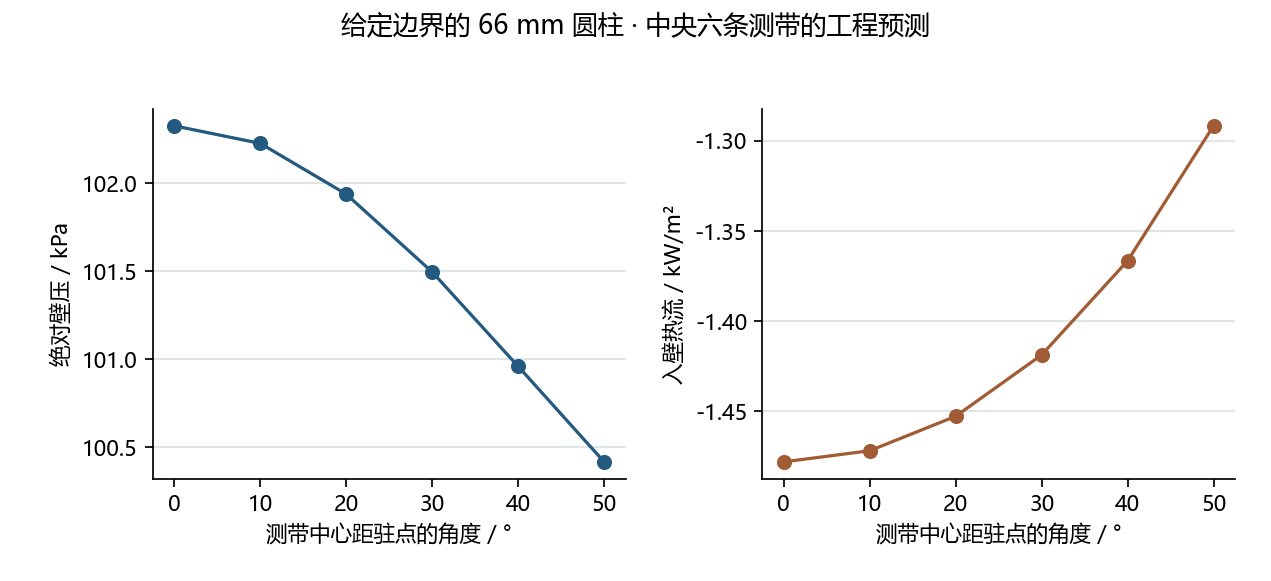 给定边界的 66 mm 圆柱 · 中央六条测带的工程预测
绝对壁压 / kPa
102.0
101.5
101.0
100.5
0 10 20 30 40 50
测带中心距驻点的角度 / °
入壁热流 / kW/m²
-1.30
-1.35
-1.40
-1.45
0 10 20 30 40 50
测带中心距驻点的角度 / °